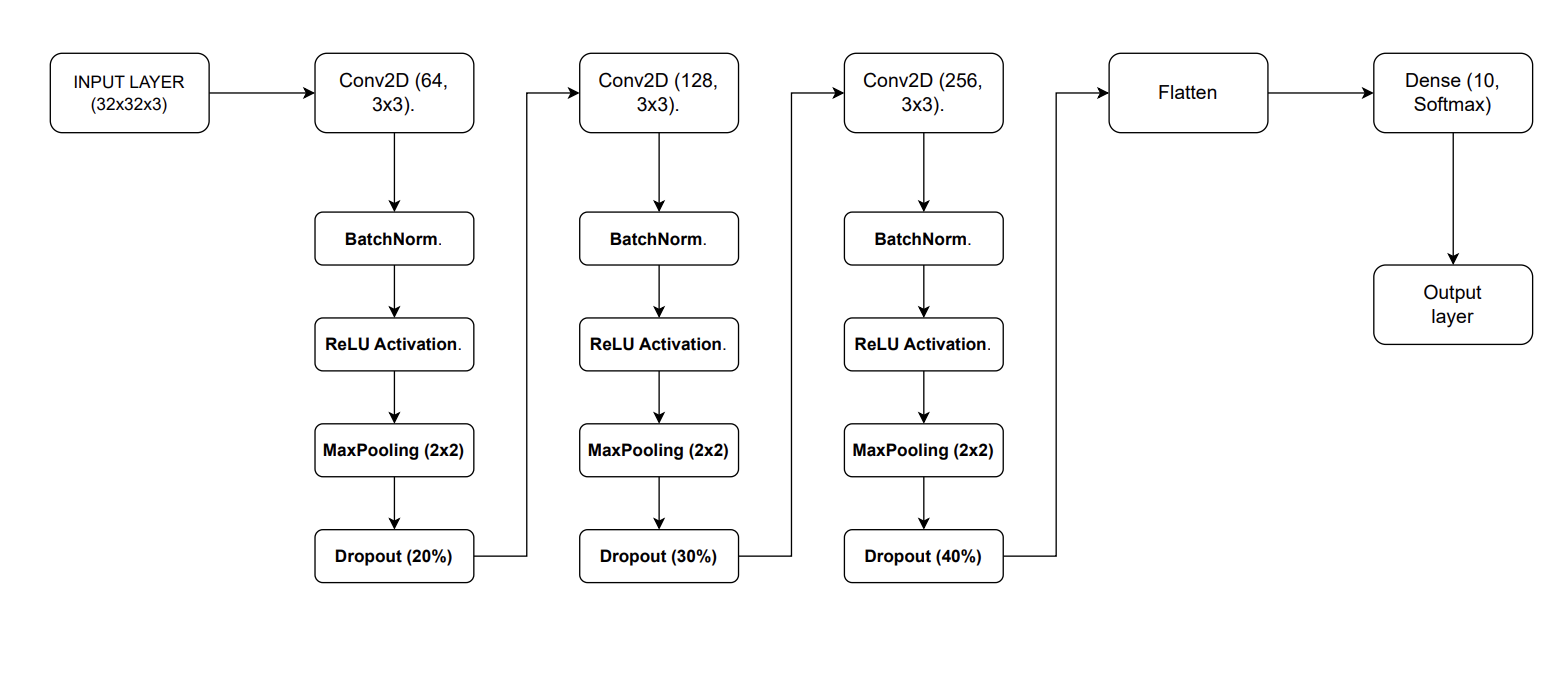 INPUT LAYER
(32x32x3)
Conv2D (64,
3x3).
BatchNorm.
ReLU Activation.
MaxPooling (2x2)
Dropout (20%)
Conv2D (128,
3x3).
BatchNorm.
ReLU Activation.
MaxPooling (2x2)
Dropout (30%)
Conv2D (256,
3x3).
BatchNorm.
ReLU Activation.
MaxPooling (2x2)
Dropout (40%)
Flatten
Dense (10,
Softmax)
Output
layer